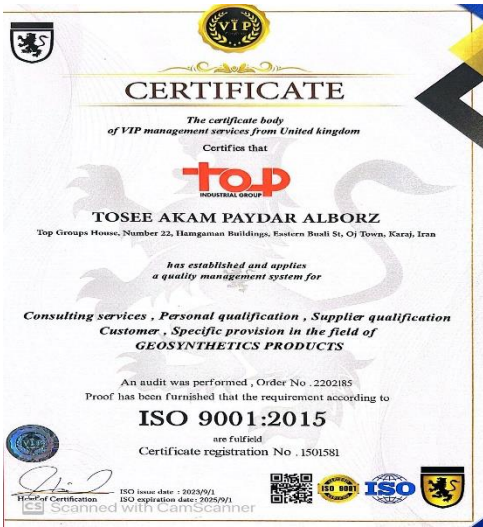 VIP
CERTIFICATE
The certificate body
of VIP management services from United kingdom
Certifies that
top
INDUSTRIAL GROUP
TOSEE AKAM PAYDAR ALBORZ
Top Groups House, Number 22, Hamgaman Buildings, Eastern Buali St, Oj Town, Karaj, Iran
has established and applies
a quality management system for
Consulting services , Personal qualification , Supplier qualification
Customer , Specific provision in the field of
GEOSYNTHETICS PRODUCTS
An audit was performed , Order No . 2202185
Proof has been furnished that the requirement according to
ISO 9001:2015
are fulfield
Certificate registration No . 1501581
VIP
Head of Certification
ISO issue date : 2023/9/1
ISO expiration date : 2025/9/1
ISO 9001
ISO
CS Scanned with CamScanner